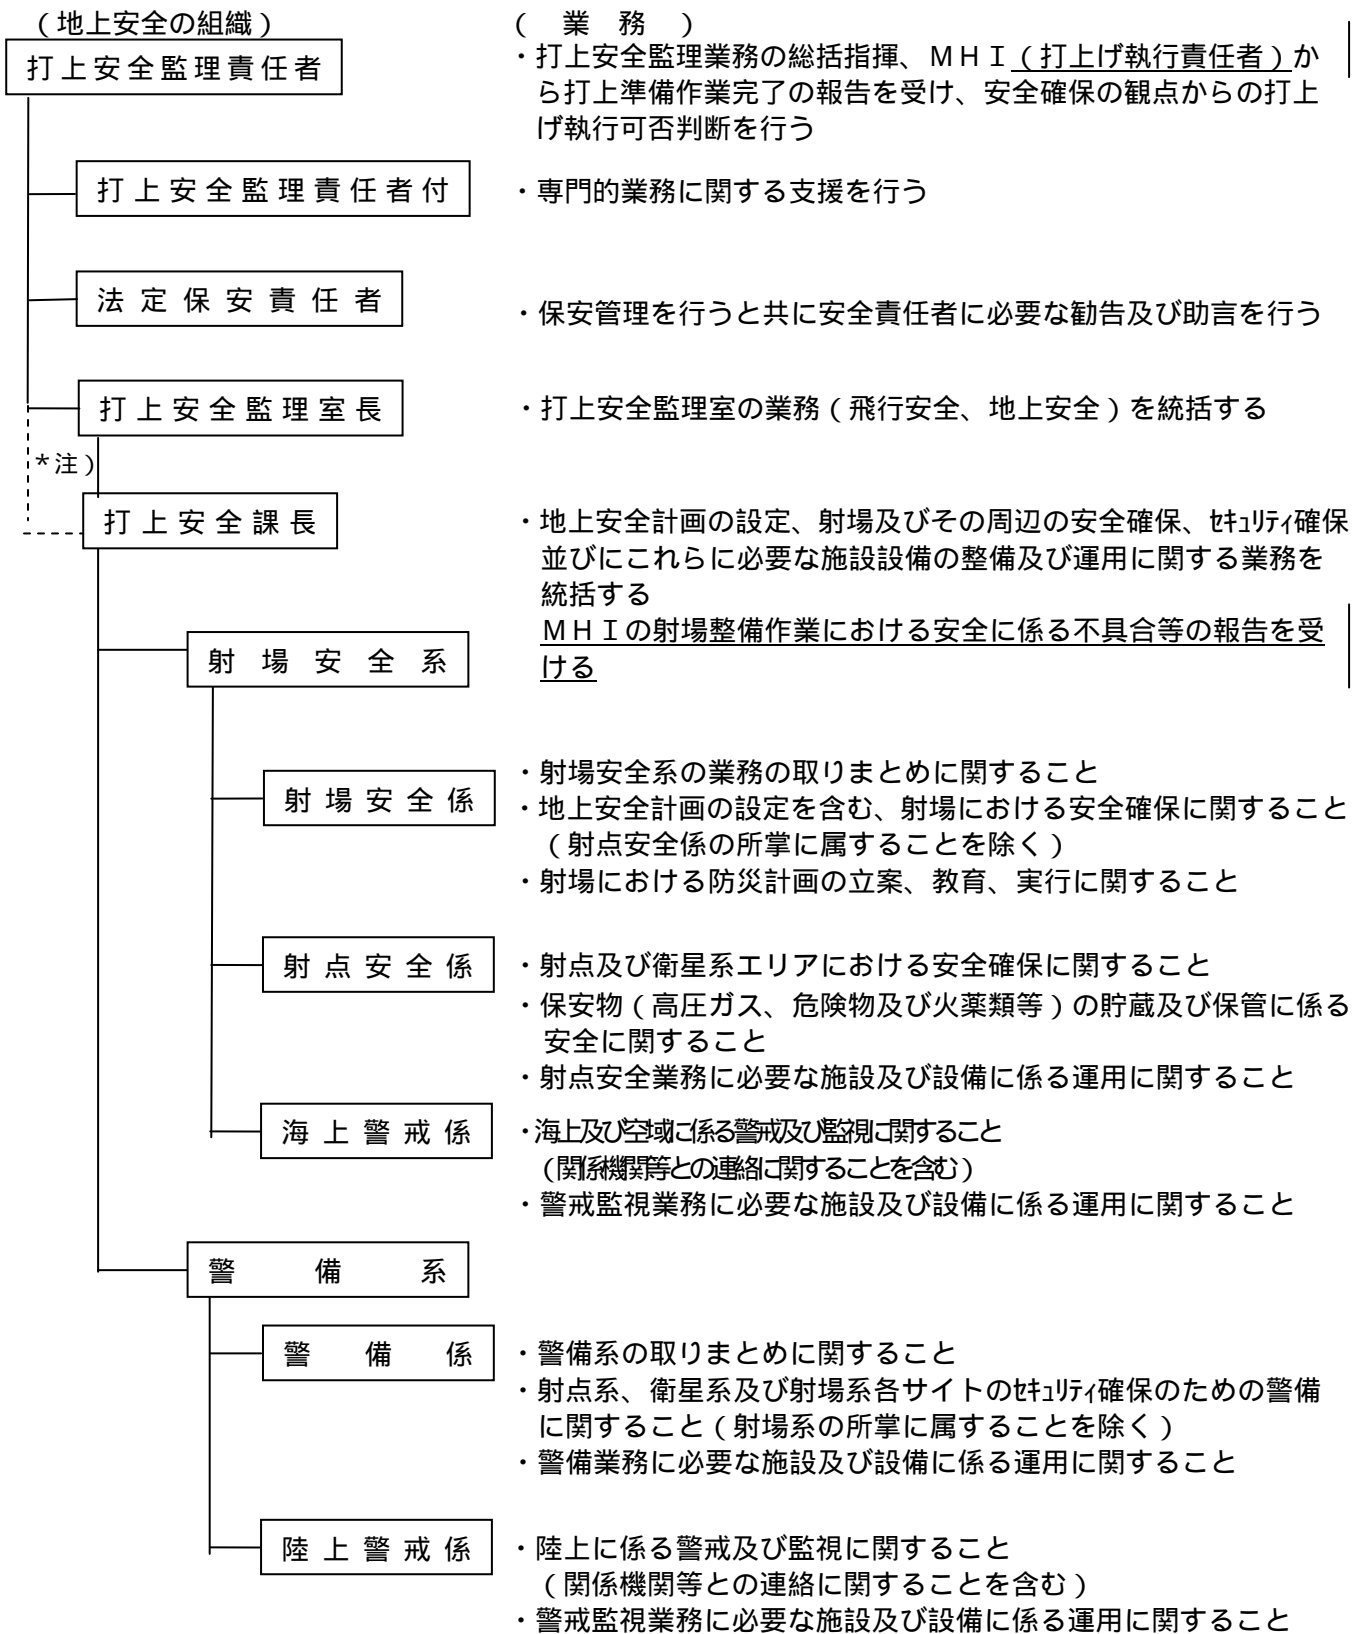 (地上安全の組織)
( 業 務 )
打上安全監理責任者
・打上安全監理業務の総括指揮、MHI(打上げ執行責任者)か
ら打上準備作業完了の報告を受け、安全確保の観点からの打上
げ執行可否判断を行う
打上安全監理責任者付
・専門的業務に関する支援を行う
法定保安責任者
・保安管理を行うと共に安全責任者に必要な勧告及び助言を行う
打上安全監理室長
・打上安全監理室の業務(飛行安全、地上安全)を統括する
*注)
打上安全課長
・地上安全計画の設定、射場及びその周辺の安全確保、セキュリティ確保
並びにこれらに必要な施設設備の整備及び運用に関する業務を
統括する
MHIの射場整備作業における安全に係る不具合等の報告を受
ける
射場安全系
射場安全係
・射場安全系の業務の取りまとめに関すること
・地上安全計画の設定を含む、射場における安全確保に関すること
(射点安全係の所掌に属することを除く)
・射場における防災計画の立案、教育、実行に関すること
射点安全係
・射点及び衛星系エリアにおける安全確保に関すること
・保安物(高圧ガス、危険物及び火薬類等)の貯蔵及び保管に係る
安全に関すること
・射点安全業務に必要な施設及び設備に係る運用に関すること
海上警戒係
・海上及び空域に係る警戒及び監視に関すること
(関係機関等との連絡に関することを含む)
・警戒監視業務に必要な施設及び設備に係る運用に関すること
警備系
警備係
・警備系の取りまとめに関すること
・射点系、衛星系及び射場系各サイトのセキュリティ確保のための警備
に関すること(射場系の所掌に属することを除く)
・警備業務に必要な施設及び設備に係る運用に関すること
陸上警戒係
・陸上に係る警戒及び監視に関すること
(関係機関等との連絡に関することを含む)
・警戒監視業務に必要な施設及び設備に係る運用に関すること